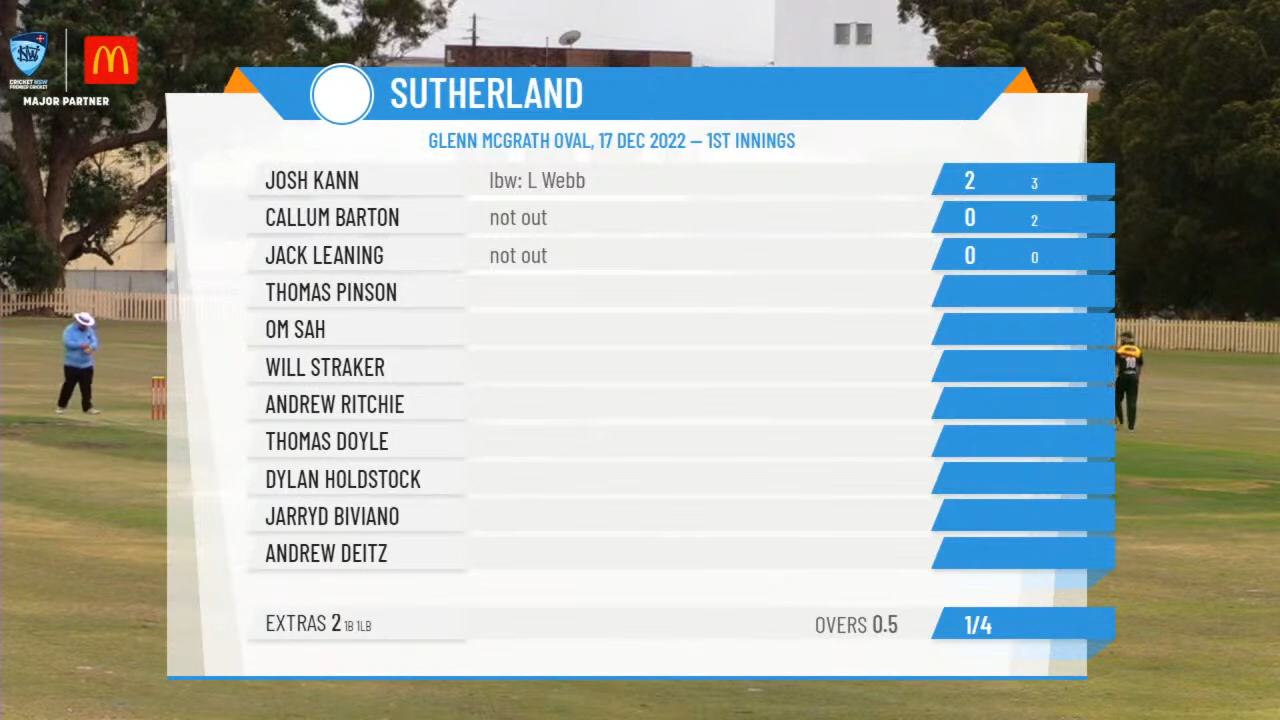 CRICKET NSW
PREMIER CRICKET
MAJOR PARTNER
SUTHERLAND
GLENN MCGRATH OVAL, 17 DEC 2022 – 1ST INNINGS
JOSH KANN lbw: L Webb 2 3
CALLUM BARTON not out 0 2
JACK LEANING not out 0 0
THOMAS PINSON
OM SAH
WILL STRAKER
ANDREW RITCHIE
THOMAS DOYLE
DYLAN HOLDSTOCK
JARRYD BIVIANO
ANDREW DEITZ
EXTRAS 2 1B 1LB OVERS 0.5 1/4
10